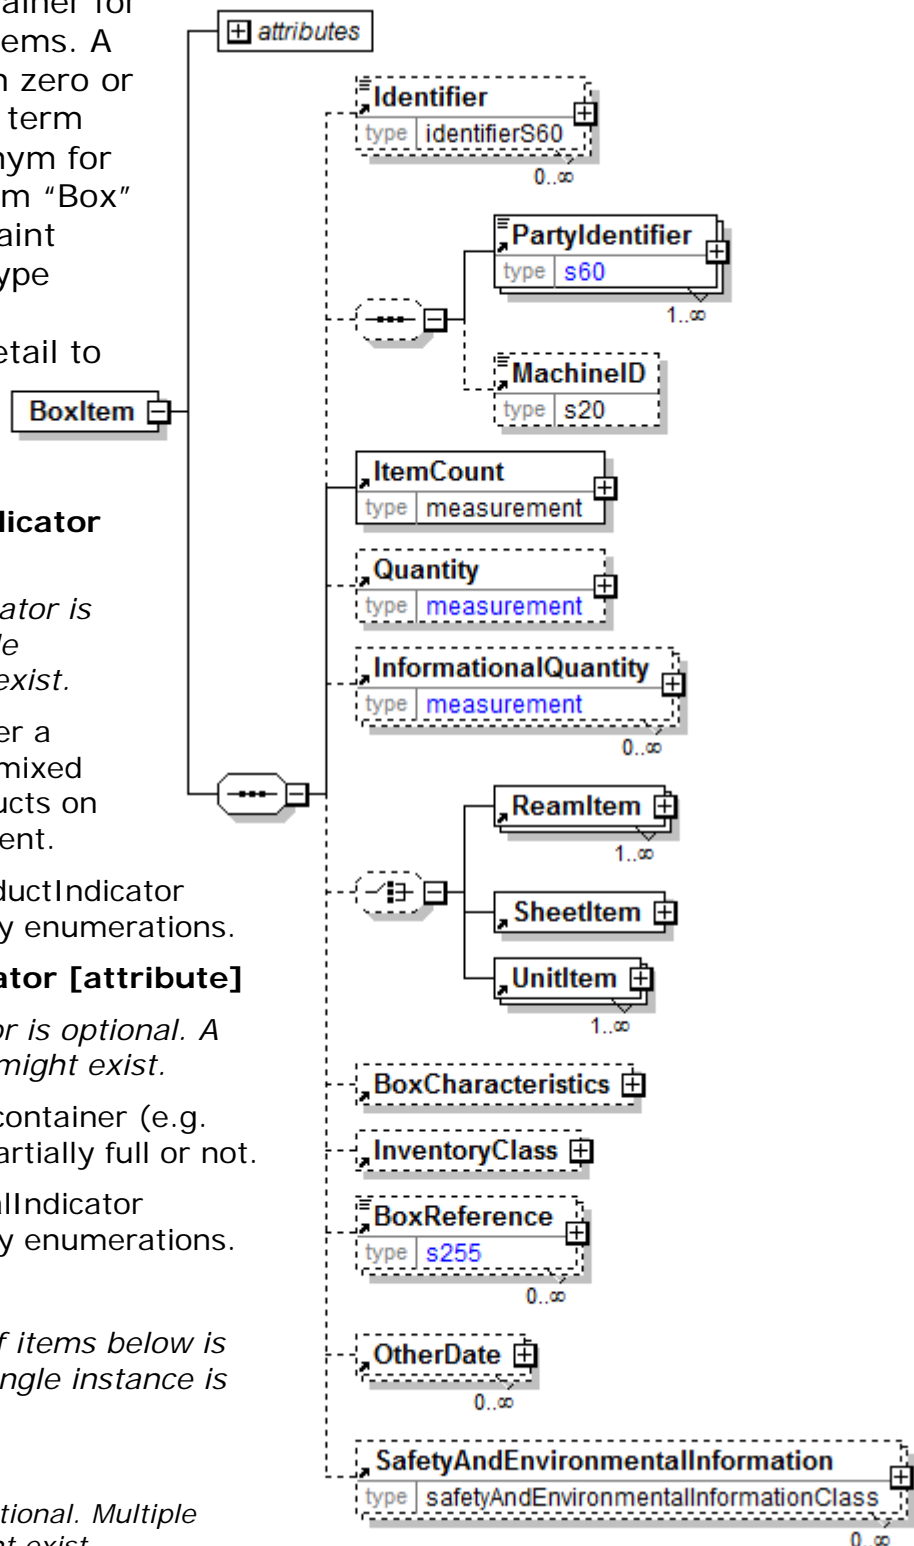 ainer for
ems. A
n zero or
term
nym for
m “Box”
aint
ype
etail to
licator
ator is
le
exist.
er a
mixed
ucts on
ent.
ductIndicator
y enumerations.
ator [attribute]
or is optional. A
might exist.
container (e.g.
artially full or not.
alIndicator
y enumerations.
f items below is
ngle instance is
tional. Multiple
nt exist
BoxItem
attributes
Identifier
type identifierS60
0..∞
PartyIdentifier
type s60
1..∞
MachineID
type s20
ItemCount
type measurement
Quantity
type measurement
InformationalQuantity
type measurement
0..∞
ReamItem
1..∞
SheetItem
UnitItem
1..∞
BoxCharacteristics
InventoryClass
BoxReference
type s255
0..∞
OtherDate
0..∞
SafetyAndEnvironmentalInformation
type safetyAndEnvironmentalInformationClass
0..∞